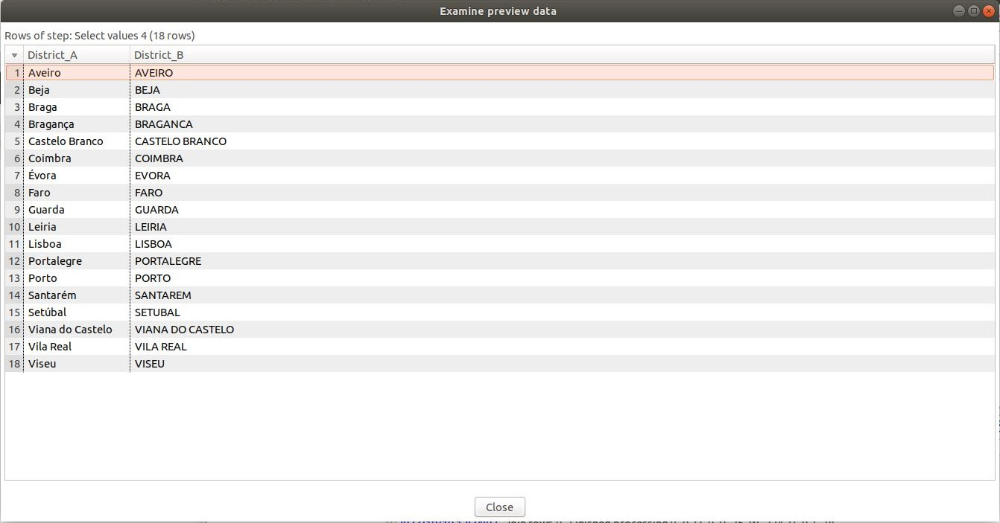 Examine preview data
Rows of step: Select values 4 (18 rows)
District_A District_B
1 Aveiro AVEIRO
2 Beja BEJA
3 Braga BRAGA
4 Bragança BRAGANCA
5 Castelo Branco CASTELO BRANCO
6 Coimbra COIMBRA
7 Évora EVORA
8 Faro FARO
9 Guarda GUARDA
10 Leiria LEIRIA
11 Lisboa LISBOA
12 Portalegre PORTALEGRE
13 Porto PORTO
14 Santarém SANTAREM
15 Setúbal SETUBAL
16 Viana do Castelo VIANA DO CASTELO
17 Vila Real VILA REAL
18 Viseu VISEU
Close